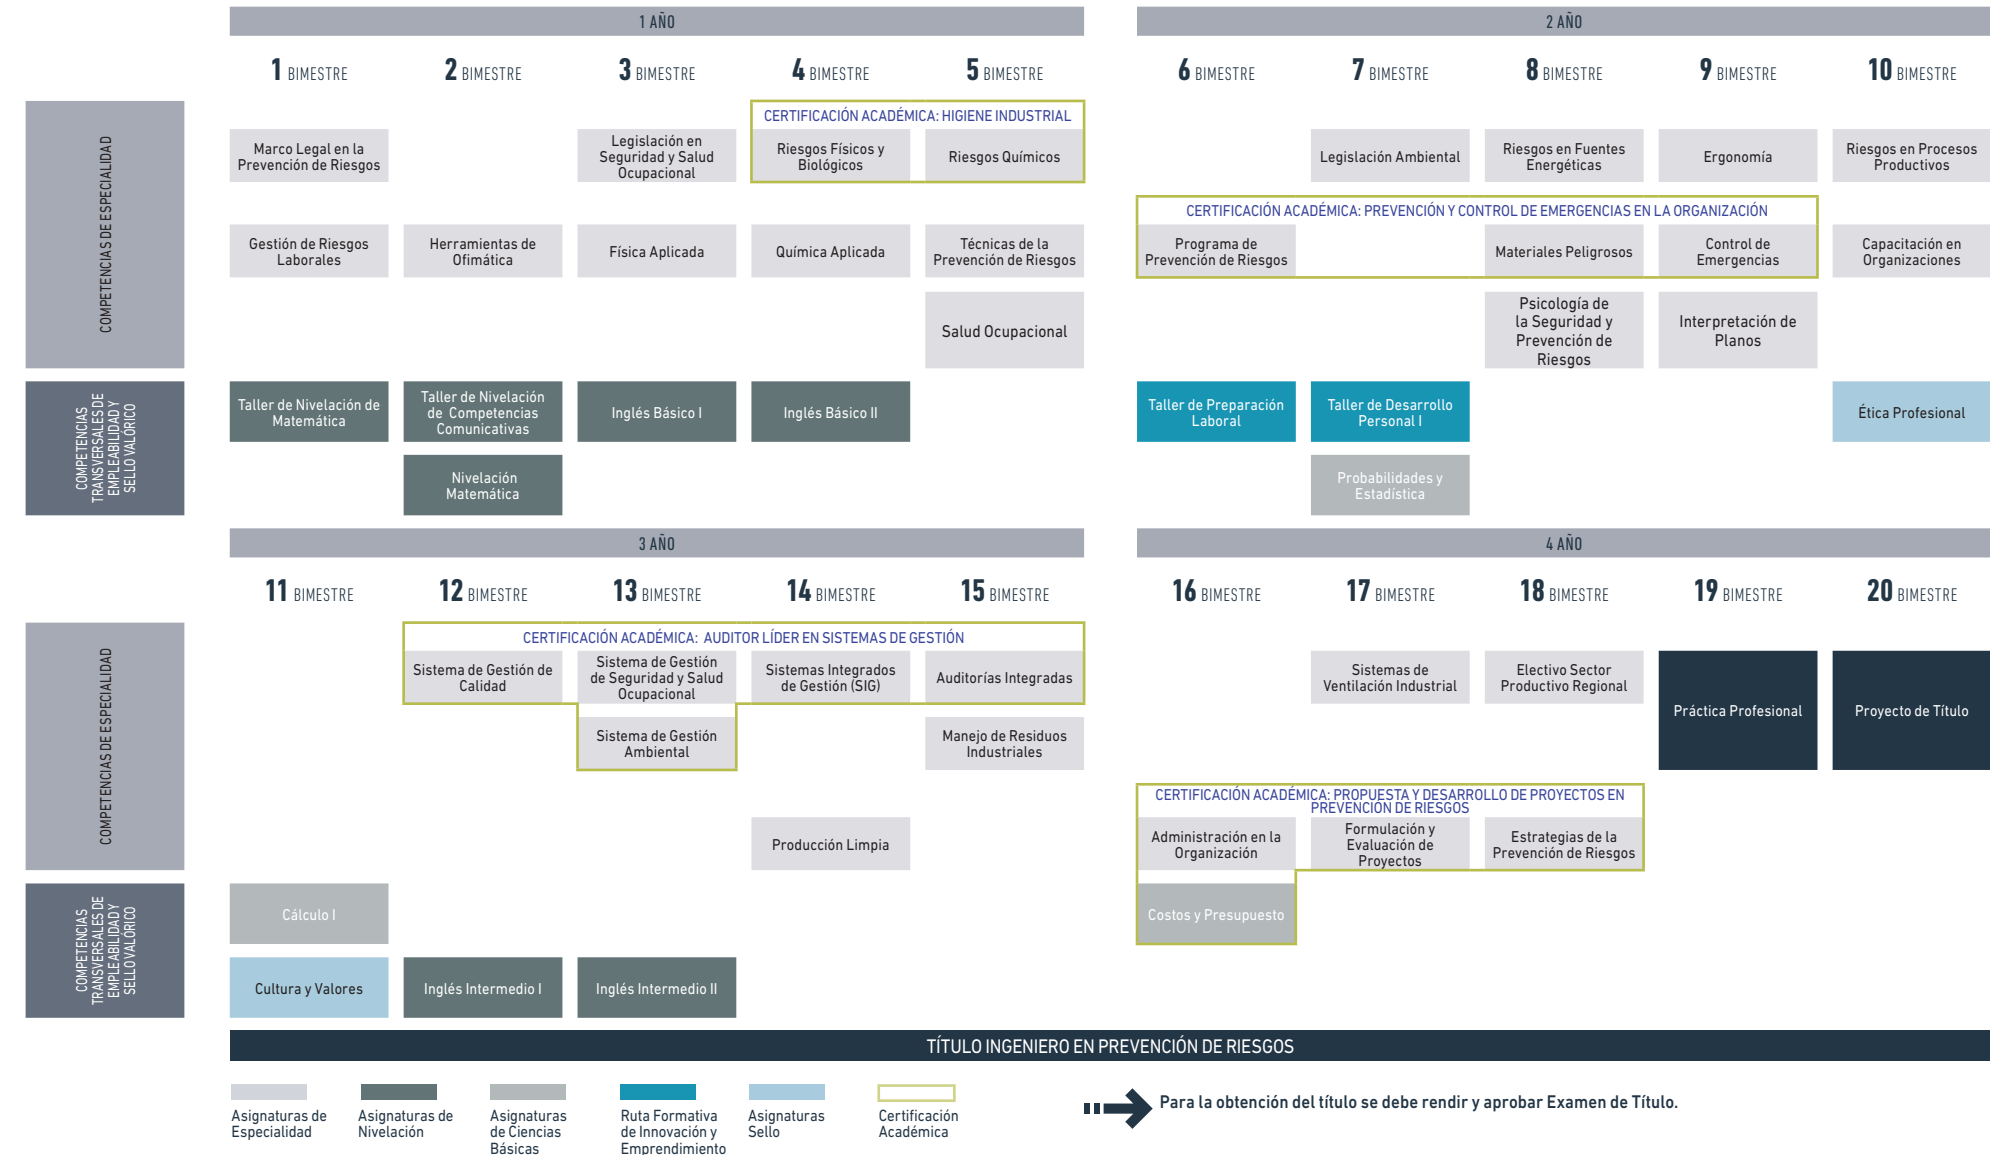 1 AÑO
2 AÑO
1 BIMESTRE
2 BIMESTRE
3 BIMESTRE
4 BIMESTRE
5 BIMESTRE
6 BIMESTRE
7 BIMESTRE
8 BIMESTRE
9 BIMESTRE
10 BIMESTRE
COMPETENCIAS DE ESPECIALIDAD
CERTIFICACIÓN ACADÉMICA: HIGIENE INDUSTRIAL
Marco Legal en la
Prevención de Riesgos
Legislación en
Seguridad y Salud
Ocupacional
Riesgos Físicos y
Biológicos
Riesgos Químicos
Legislación Ambiental
Riesgos en Fuentes
Energéticas
Ergonomía
Riesgos en Procesos
Productivos
CERTIFICACIÓN ACADÉMICA: PREVENCIÓN Y CONTROL DE EMERGENCIAS EN LA ORGANIZACIÓN
Gestión de Riesgos
Laborales
Herramientas de
Ofimática
Física Aplicada
Química Aplicada
Técnicas de la
Prevención de Riesgos
Programa de
Prevención de Riesgos
Materiales Peligrosos
Control de
Emergencias
Capacitación en
Organizaciones
Salud Ocupacional
Psicología de
la Seguridad y
Prevención de
Riesgos
Interpretación de
Planos
COMPETENCIAS
TRANSVERSALES DE
EMPLEABILIDAD Y
SELLO VALÓRICO
Taller de Nivelación de
Matemática
Taller de Nivelación
de Competencias
Comunicativas
Inglés Básico I
Inglés Básico II
Taller de Preparación
Laboral
Taller de Desarrollo
Personal I
Ética Profesional
Nivelación
Matemática
Probabilidades y
Estadística
3 AÑO
4 AÑO
11 BIMESTRE
12 BIMESTRE
13 BIMESTRE
14 BIMESTRE
15 BIMESTRE
16 BIMESTRE
17 BIMESTRE
18 BIMESTRE
19 BIMESTRE
20 BIMESTRE
COMPETENCIAS DE ESPECIALIDAD
CERTIFICACIÓN ACADÉMICA: AUDITOR LÍDER EN SISTEMAS DE GESTIÓN
Sistema de Gestión de
Calidad
Sistema de Gestión
de Seguridad y Salud
Ocupacional
Sistemas Integrados
de Gestión (SIG)
Auditorías Integradas
Sistemas de
Ventilación Industrial
Electivo Sector
Productivo Regional
Práctica Profesional
Proyecto de Título
Sistema de Gestión
Ambiental
Manejo de Residuos
Industriales
CERTIFICACIÓN ACADÉMICA: PROPUESTA Y DESARROLLO DE PROYECTOS EN
PREVENCIÓN DE RIESGOS
Producción Limpia
Administración en la
Organización
Formulación y
Evaluación de
Proyectos
Estrategias de la
Prevención de Riesgos
COMPETENCIAS
TRANSVERSALES DE
EMPLEABILIDAD Y
SELLO VALÓRICO
Cálculo I
Costos y Presupuesto
Cultura y Valores
Inglés Intermedio I
Inglés Intermedio II
TÍTULO INGENIERO EN PREVENCIÓN DE RIESGOS
Asignaturas de
Especialidad
Asignaturas de
Nivelación
Asignaturas
de Ciencias
Básicas
Ruta Formativa
de Innovación y
Emprendimiento
Asignaturas
Sello
Certificación
Académica
Para la obtención del título se debe rendir y aprobar Examen de Título.